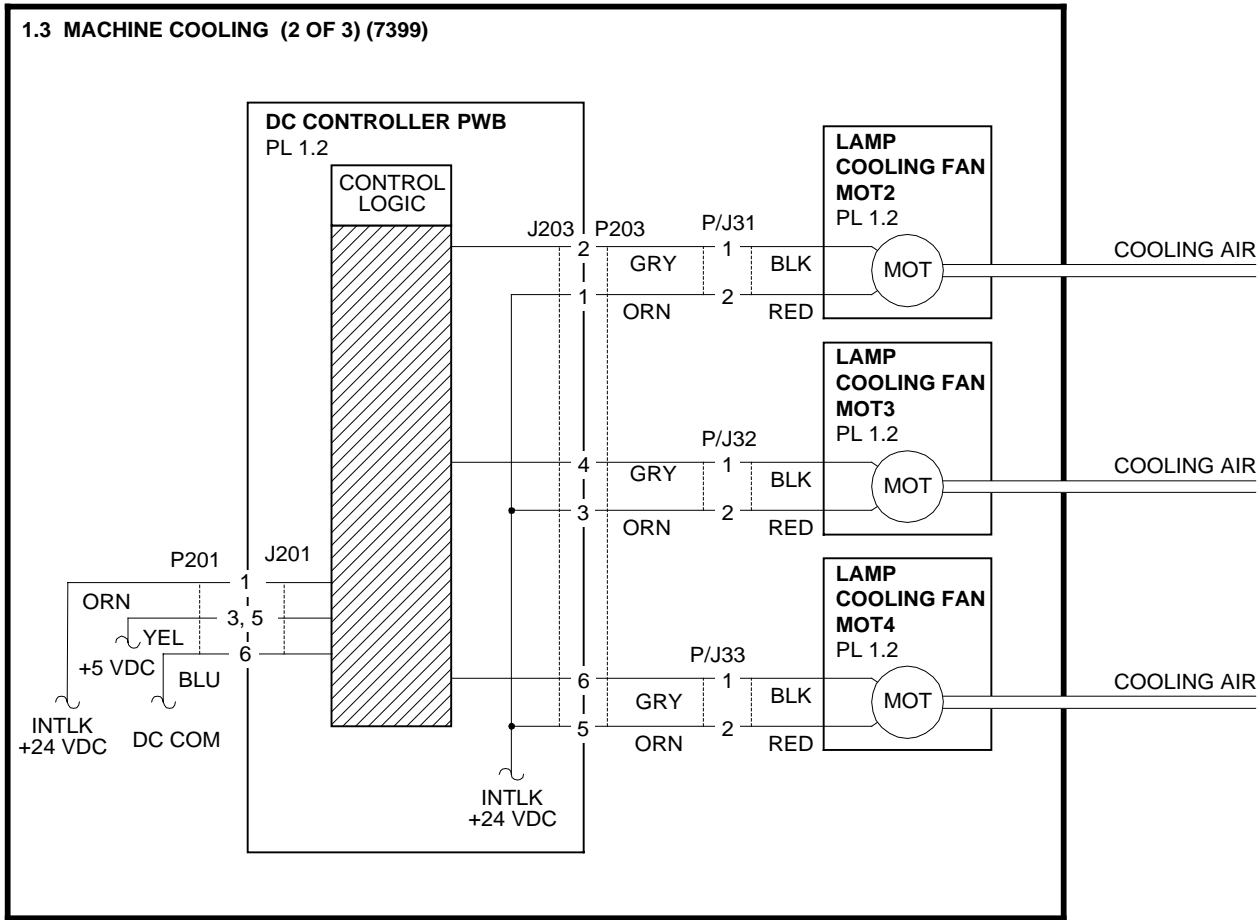 1.3 MACHINE COOLING (2 OF 3) (7399)
DC CONTROLLER PWB
PL 1.2
CONTROL
LOGIC
J203
2
P203
1
4
3
6
5
INTLK
+24 VDC
P201
J201
1
ORN
3, 5
YEL
+5 VDC
6
BLU
INTLK
+24 VDC
DC COM
P/J31
GRY
1
BLK
ORN
2
RED
LAMP
COOLING FAN
MOT2
PL 1.2
MOT
COOLING AIR
P/J32
GRY
1
BLK
ORN
2
RED
LAMP
COOLING FAN
MOT3
PL 1.2
MOT
COOLING AIR
P/J33
GRY
1
BLK
ORN
2
RED
LAMP
COOLING FAN
MOT4
PL 1.2
MOT
COOLING AIR